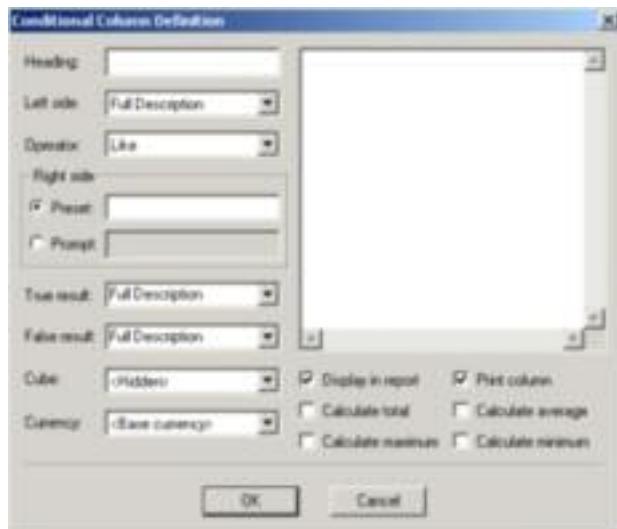 Conditional Column Definition
Heading:
Left side: Full Description
Operator: Like
Right side
Preset:
Prompt:
True result: Full Description
False result: Full Description
Cube: <Hidden>
Currency: <Base currency>
Display in report
Print column
Calculate total
Calculate average
Calculate maximum
Calculate minimum
OK
Cancel